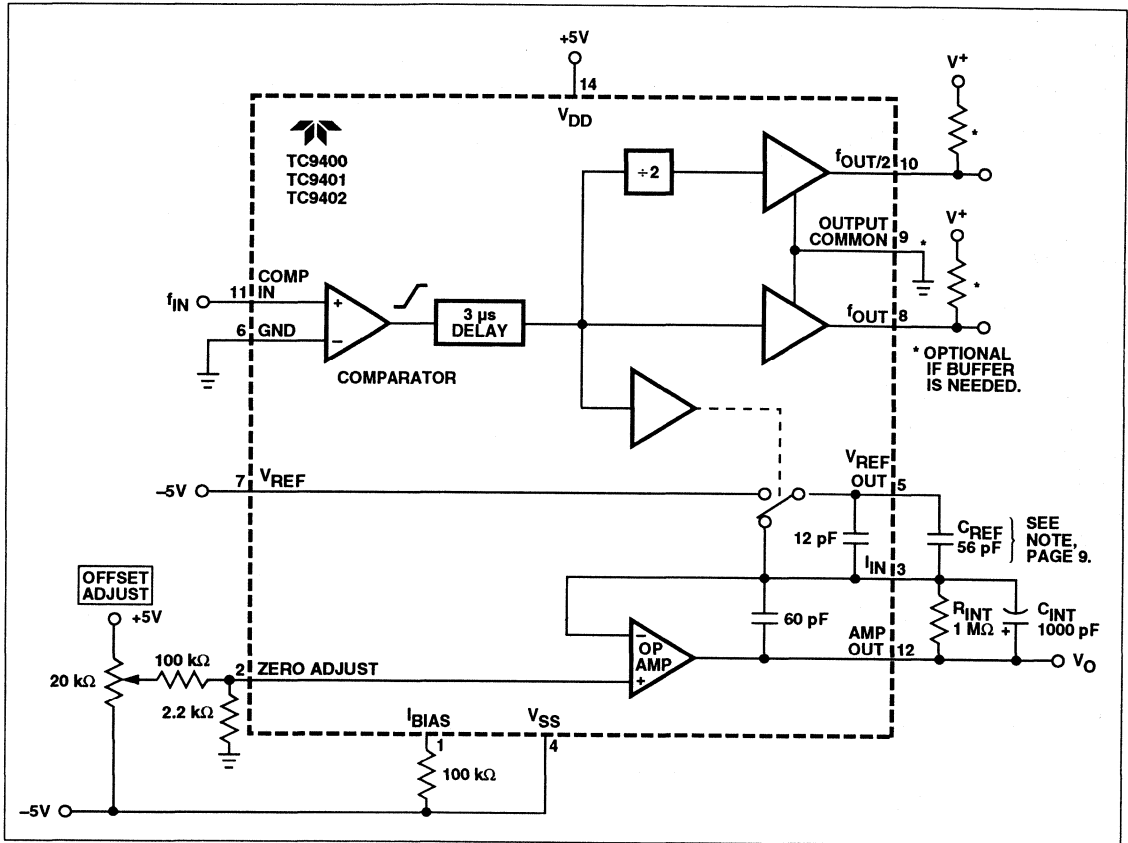 +5V
14
VDD
V+
*
TC9400
TC9401
TC9402
÷2
fOUT/2 10
OUTPUT
COMMON 9 *
V+
*
fIN
11 COMP
IN
+
6 GND
−
3 µs
DELAY
COMPARATOR
fOUT 8
* OPTIONAL
IF BUFFER
IS NEEDED.
−5V
7 VREF
VREF
OUT 5
12 pF
CREF
56 pF
SEE
NOTE,
PAGE 9.
IIN 3
60 pF
RINT
1 MΩ
+
CINT
1000 pF
OFFSET
ADJUST
+5V
20 kΩ
100 kΩ
2 ZERO ADJUST
2.2 kΩ
−
OP
AMP
+
AMP
OUT 12
VO
IBIAS
1
VSS
4
100 kΩ
−5V